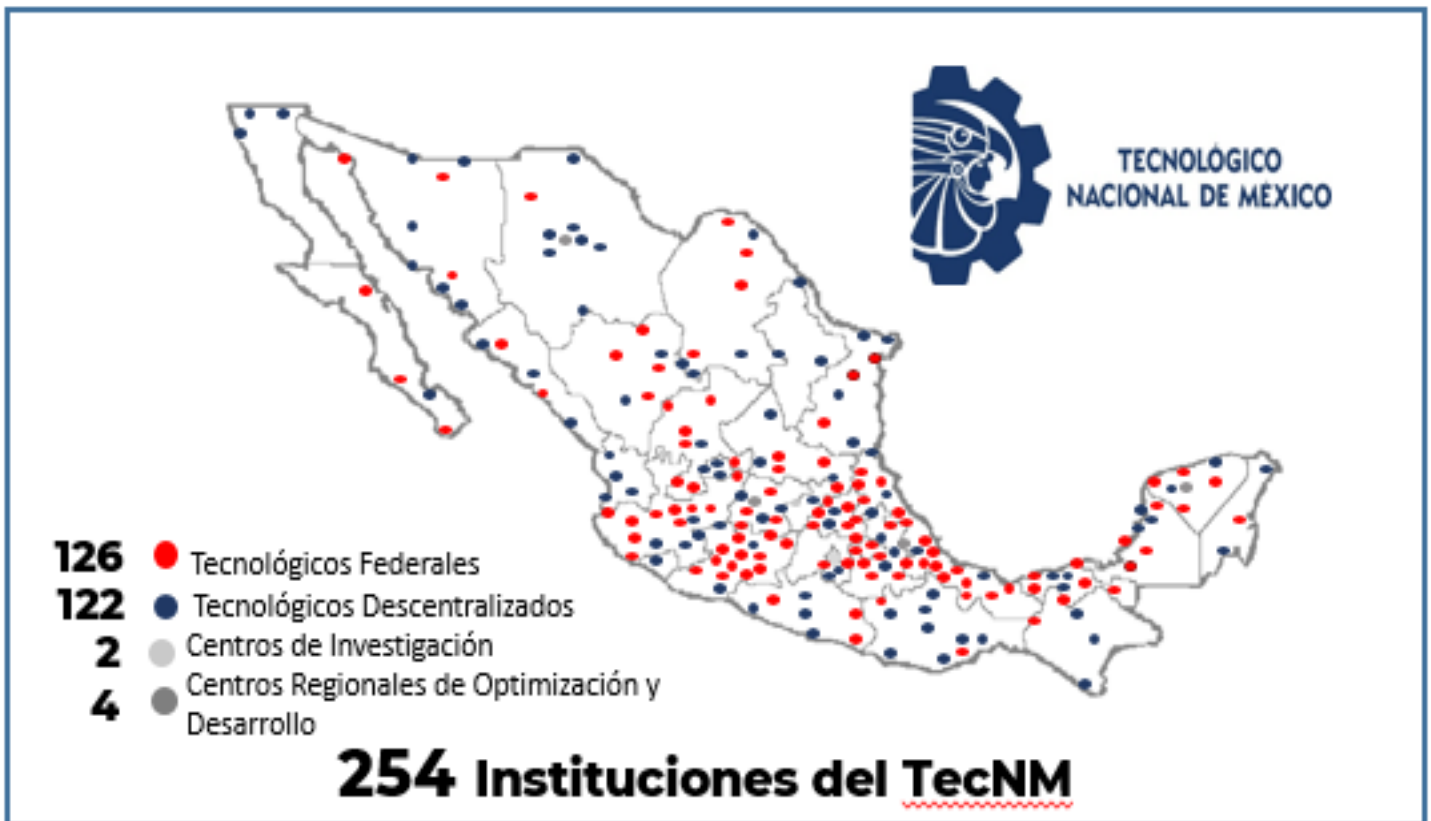 TECNOLÓGICO
NACIONAL DE MÉXICO
126 Tecnológicos Federales
122 Tecnológicos Descentralizados
2 Centros de Investigación
4 Centros Regionales de Optimización y
Desarrollo
254 Instituciones del TecNM